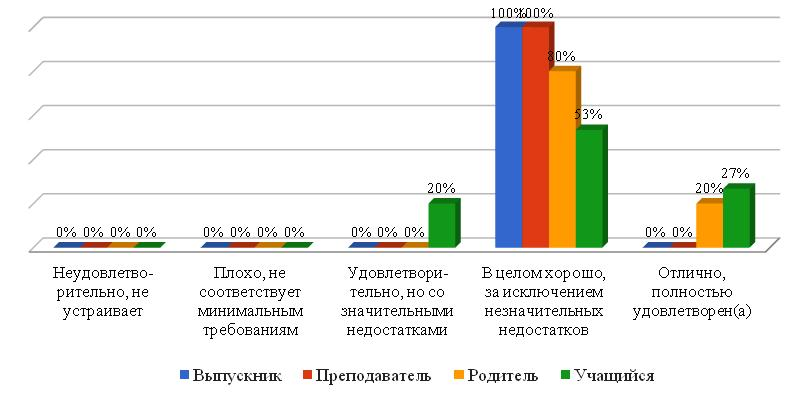 100% 100%
80%
53%
20%
20% 27%
0% 0% 0% 0%
0% 0% 0% 0%
0% 0% 0%
0% 0%
Неудовлетво-
рительно, не
устраивает
Плохо, не
соответствует
минимальным
требованиям
Удовлетвори-
тельно, но со
значительными
недостатками
В целом хорошо,
за исключением
незначительных
недостатков
Отлично,
полностью
удовлетворен(а)
Выпускник Преподаватель Родитель Учащийся